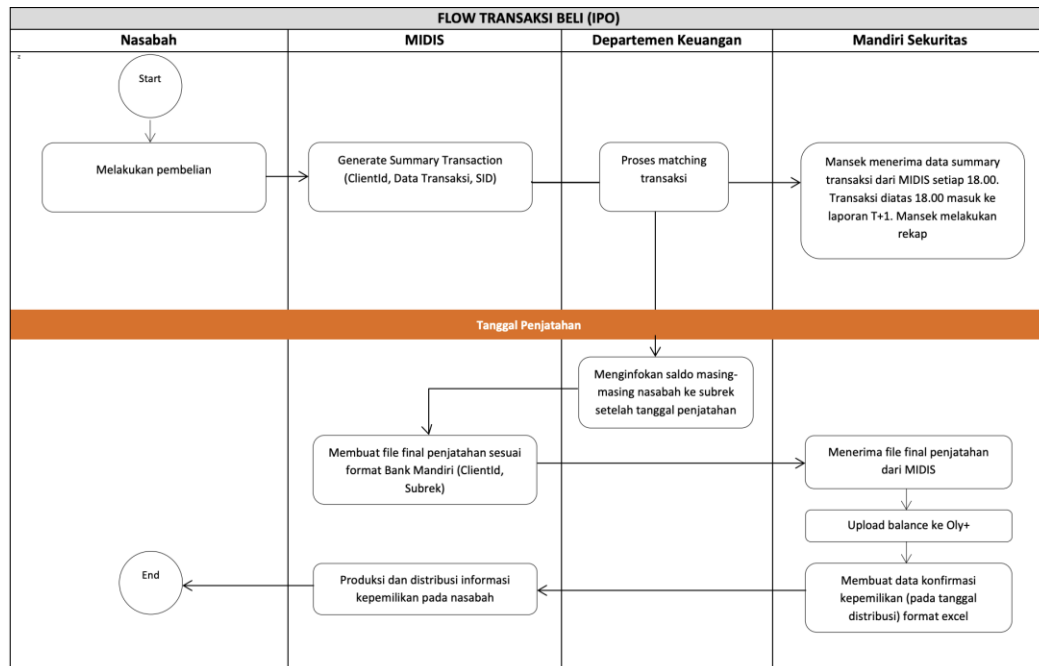 FLOW TRANSAKSI BELI (IPO)
Nasabah
MIDIS
Departemen Keuangan
Mandiri Sekuritas
z
Start
Melakukan pembelian
Generate Summary Transaction
(ClientId, Data Transaksi, SID)
Proses matching
transaksi
Mansek menerima data summary
transaksi dari MIDIS setiap 18.00.
Transaksi diatas 18.00 masuk ke
laporan T+1. Mansek melakukan
rekap
Tanggal Penjatahan
Menginfokan saldo masing-
masing nasabah ke subrek
setelah tanggal penjatahan
Membuat file final penjatahan sesuai
format Bank Mandiri (ClientId,
Subrek)
Menerima file final penjatahan
dari MIDIS
Upload balance ke Oly+
Membuat data konfirmasi
kepemilikan (pada tanggal
distribusi) format excel
Produksi dan distribusi informasi
kepemilikan pada nasabah
End